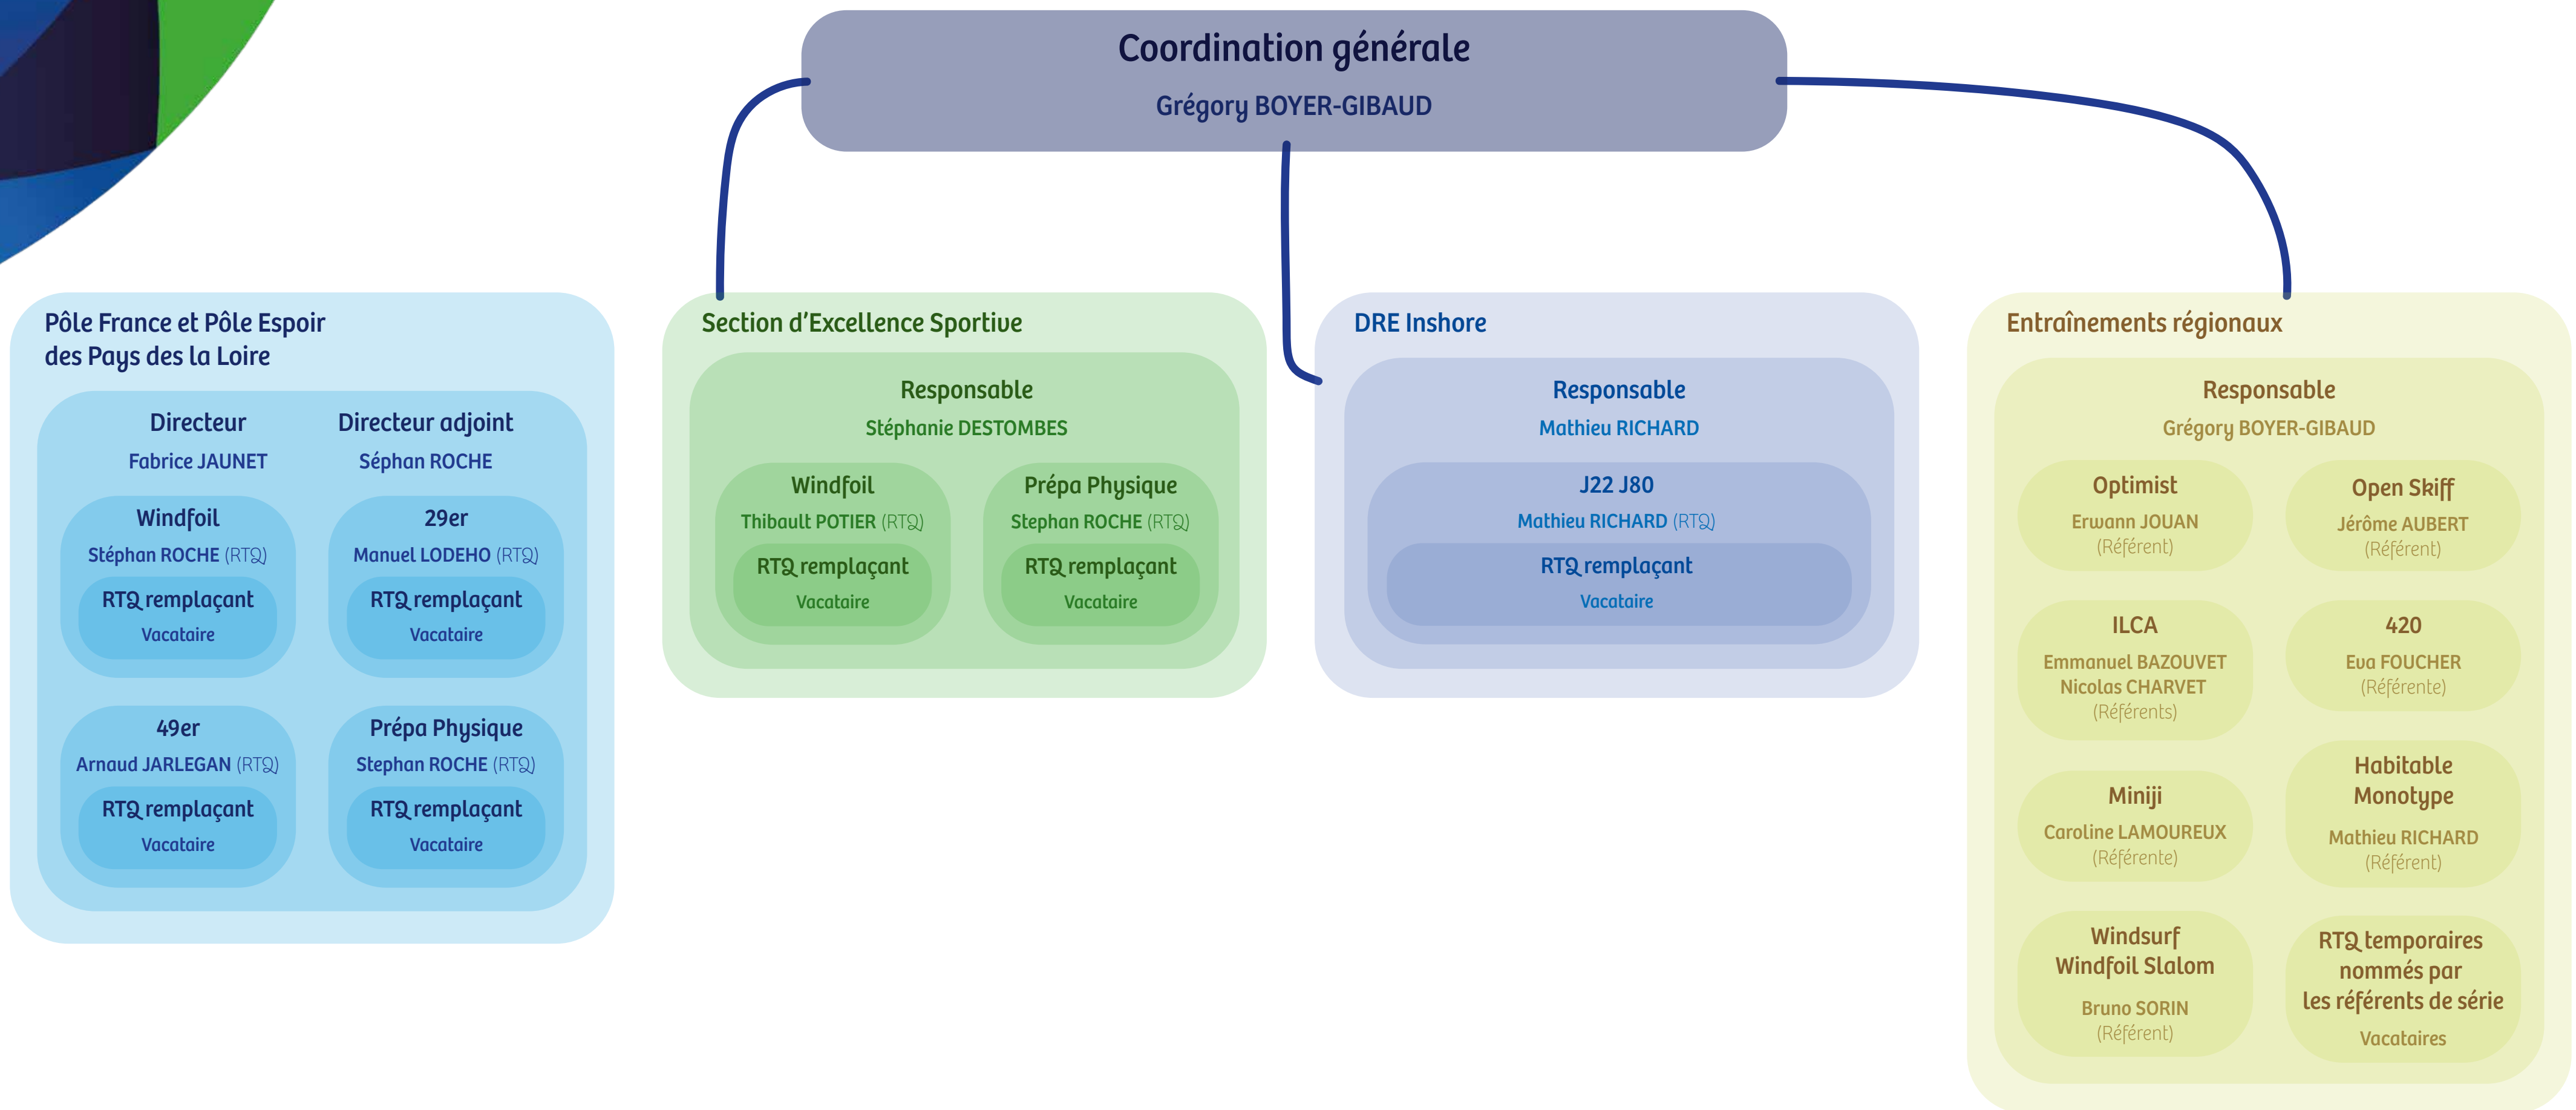 Coordination générale
Grégory BOYER-GIBAUD
Pôle France et Pôle Espoir
des Pays des la Loire
Directeur
Fabrice JAUNET
Directeur adjoint
Séphan ROCHE
Windfoil
Stéphan ROCHE (RTQ)
RTQ remplaçant
Vacataire
29er
Manuel LODEHO (RTQ)
RTQ remplaçant
Vacataire
49er
Arnaud JARLEGAN (RTQ)
RTQ remplaçant
Vacataire
Prépa Physique
Stephan ROCHE (RTQ)
RTQ remplaçant
Vacataire
Section d’Excellence Sportive
Responsable
Stéphanie DESTOMBES
Windfoil
Thibault POTIER (RTQ)
RTQ remplaçant
Vacataire
Prépa Physique
Stephan ROCHE (RTQ)
RTQ remplaçant
Vacataire
DRE Inshore
Responsable
Mathieu RICHARD
J22 J80
Mathieu RICHARD (RTQ)
RTQ remplaçant
Vacataire
Entraînements régionaux
Responsable
Grégory BOYER-GIBAUD
Optimist
Erwann JOUAN
(Référent)
Open Skiff
Jérôme AUBERT
(Référent)
ILCA
Emmanuel BAZOUVET
Nicolas CHARVET
(Référents)
420
Eva FOUCHER
(Référente)
Miniji
Caroline LAMOUREUX
(Référente)
Habitable
Monotype
Mathieu RICHARD
(Référent)
Windsurf
Windfoil Slalom
Bruno SORIN
(Référent)
RTQ temporaires
nommés par
les référents de série
Vacataires